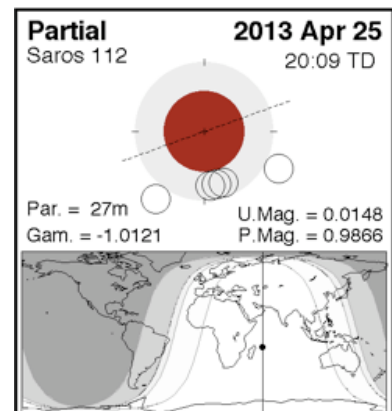 Partial 2013 Apr 25
Saros 112 20:09 TD
Par. = 27m U.Mag. = 0.0148
Gam. = -1.0121 P.Mag. = 0.9866